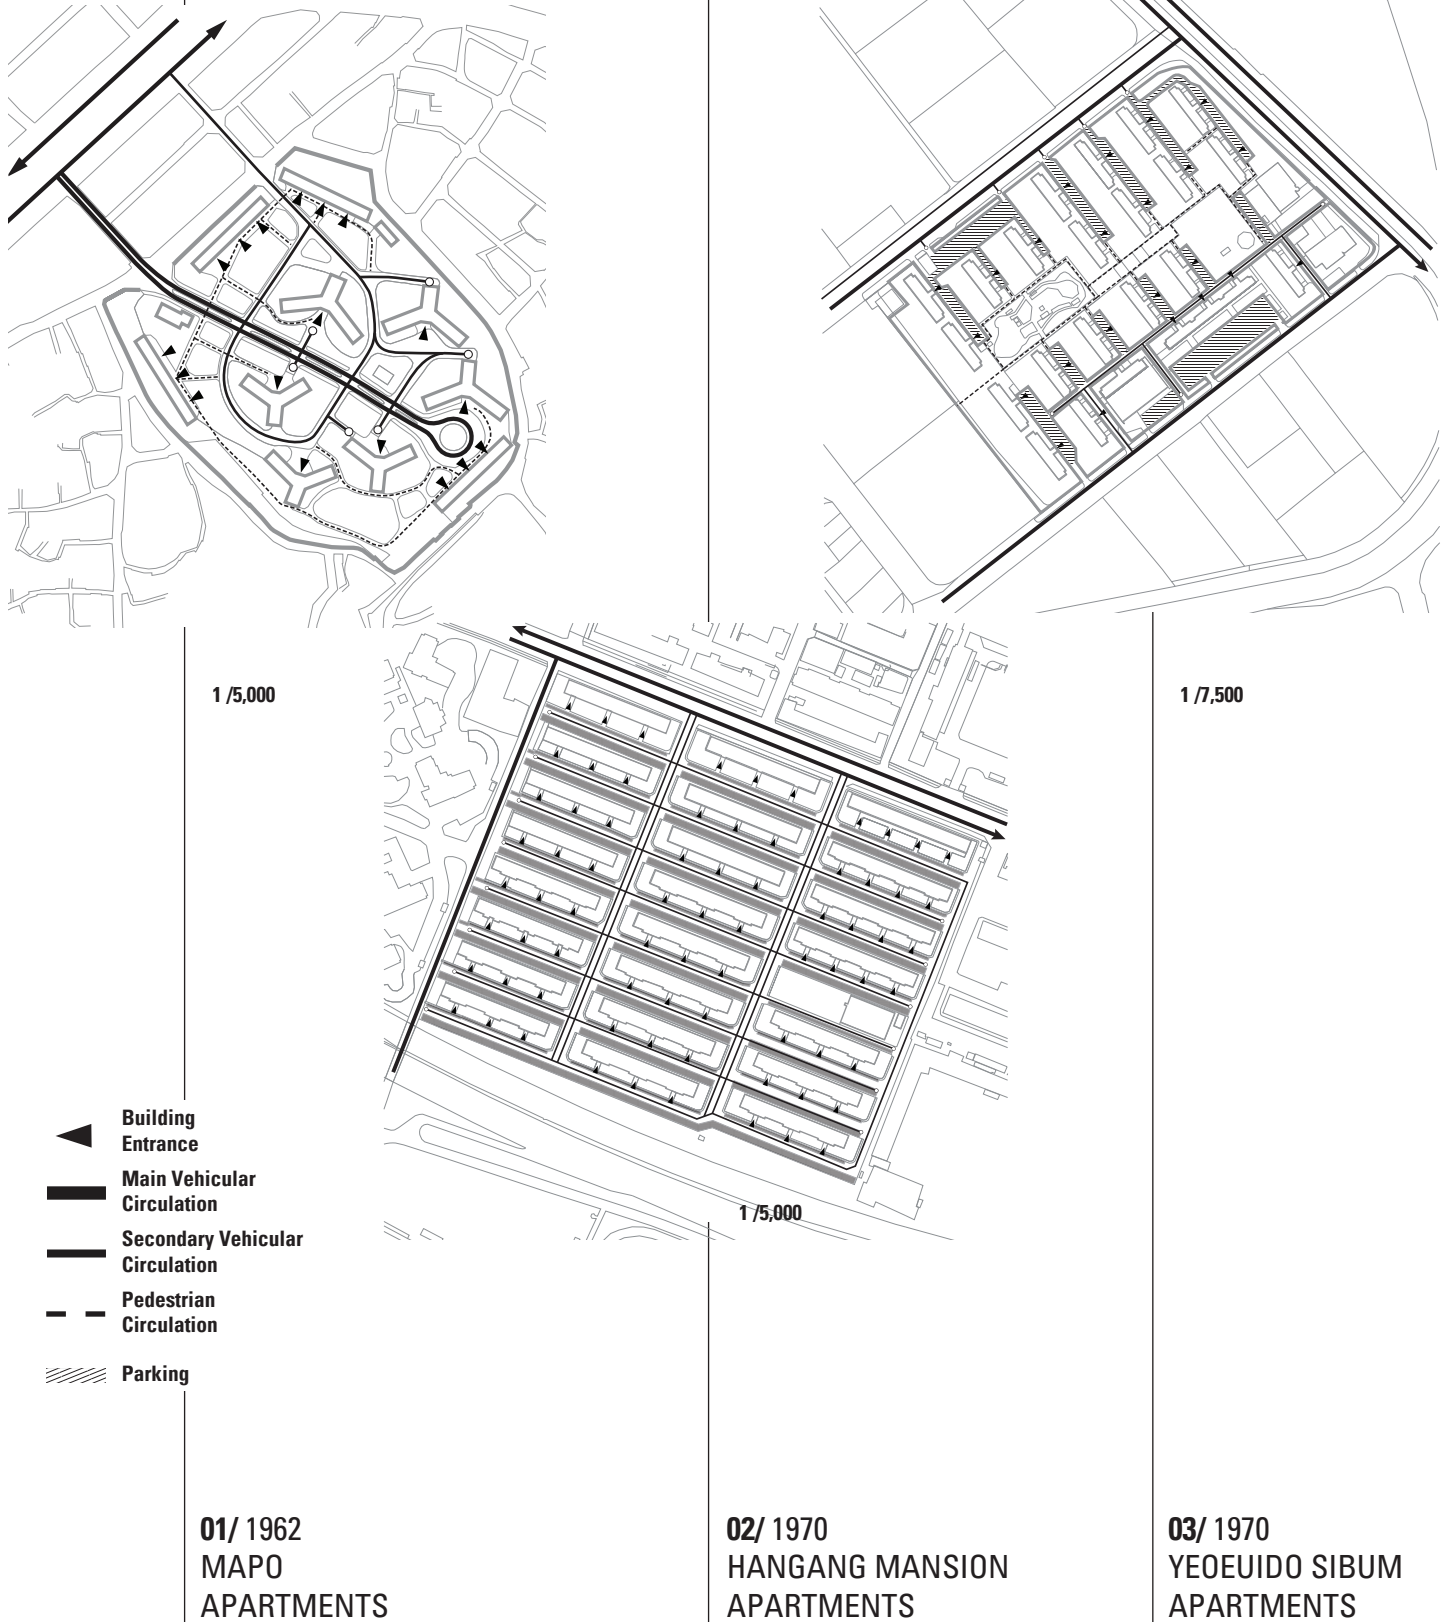 1 /5,000
1 /7,500
1 /5,000
Building
Entrance
Main Vehicular
Circulation
Secondary Vehicular
Circulation
Pedestrian
Circulation
Parking
01/ 1962
MAPO
APARTMENTS
02/ 1970
HANGANG MANSION
APARTMENTS
03/ 1970
YEOEUIDO SIBUM
APARTMENTS